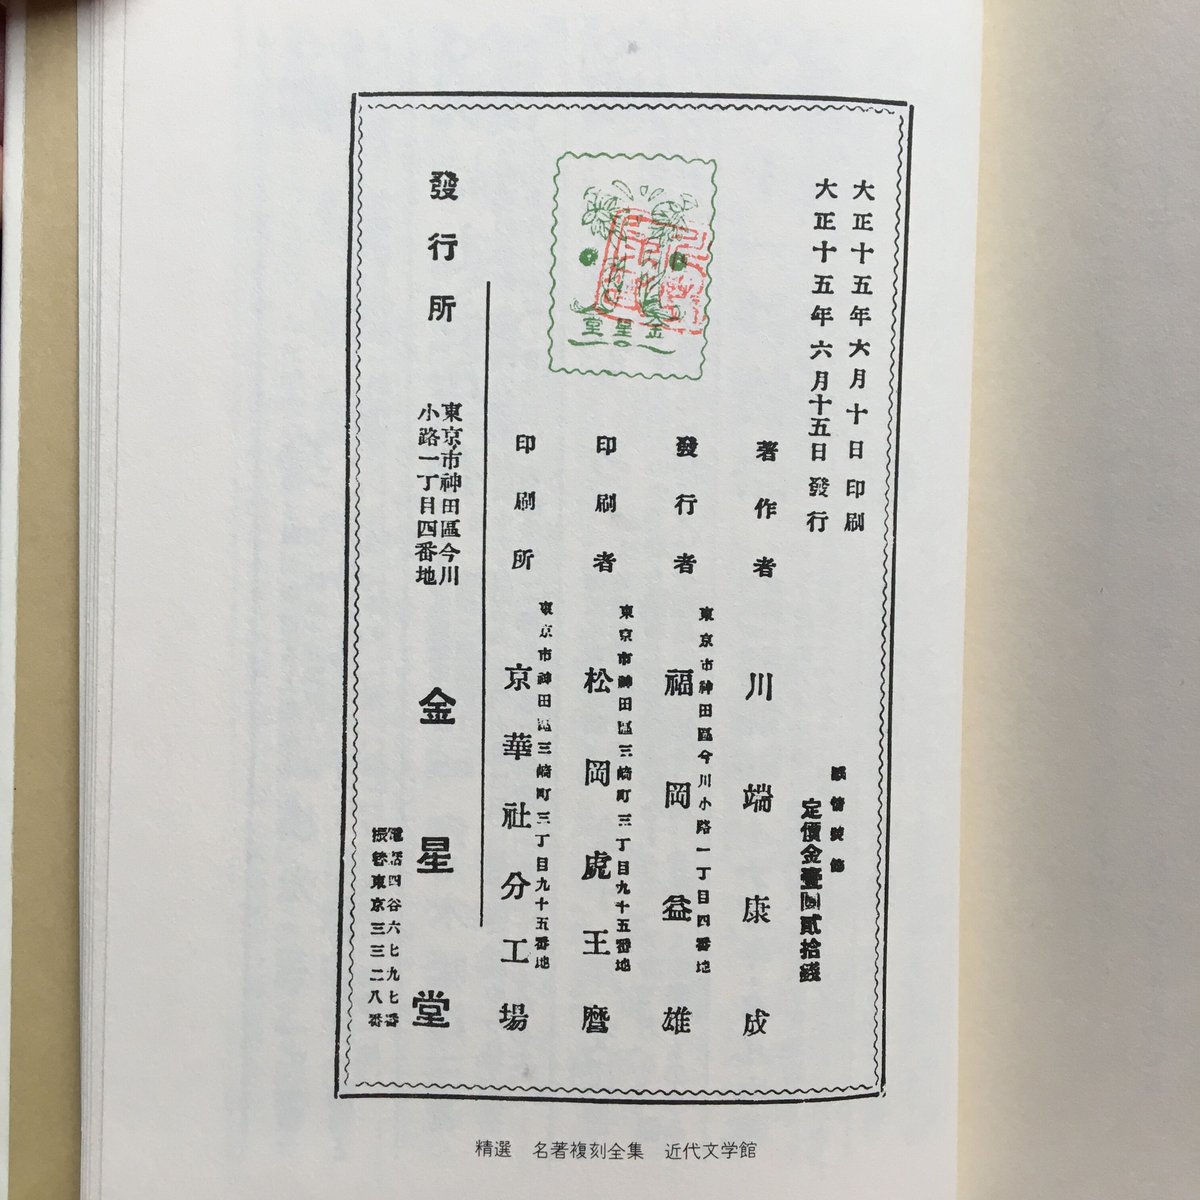 大正十五年六月十日印刷
大正十五年六月十五日發行
感情裝飾
定價金壹圓貳拾錢
著作者 川端康成
發行者 東京市神田區今川小路一丁目四番地
福岡益雄
印刷者 東京市神田區三崎町三丁目九十五番地
松岡虎王麿
印刷所 東京市神田區三崎町三丁目九十五番地
京華社分工場
金星堂
發行所
東京市神田區今川
小路一丁目四番地
金星堂
電話四谷六七九七番
振替東京三三二八番
精選 名著複刻全集 近代文学館